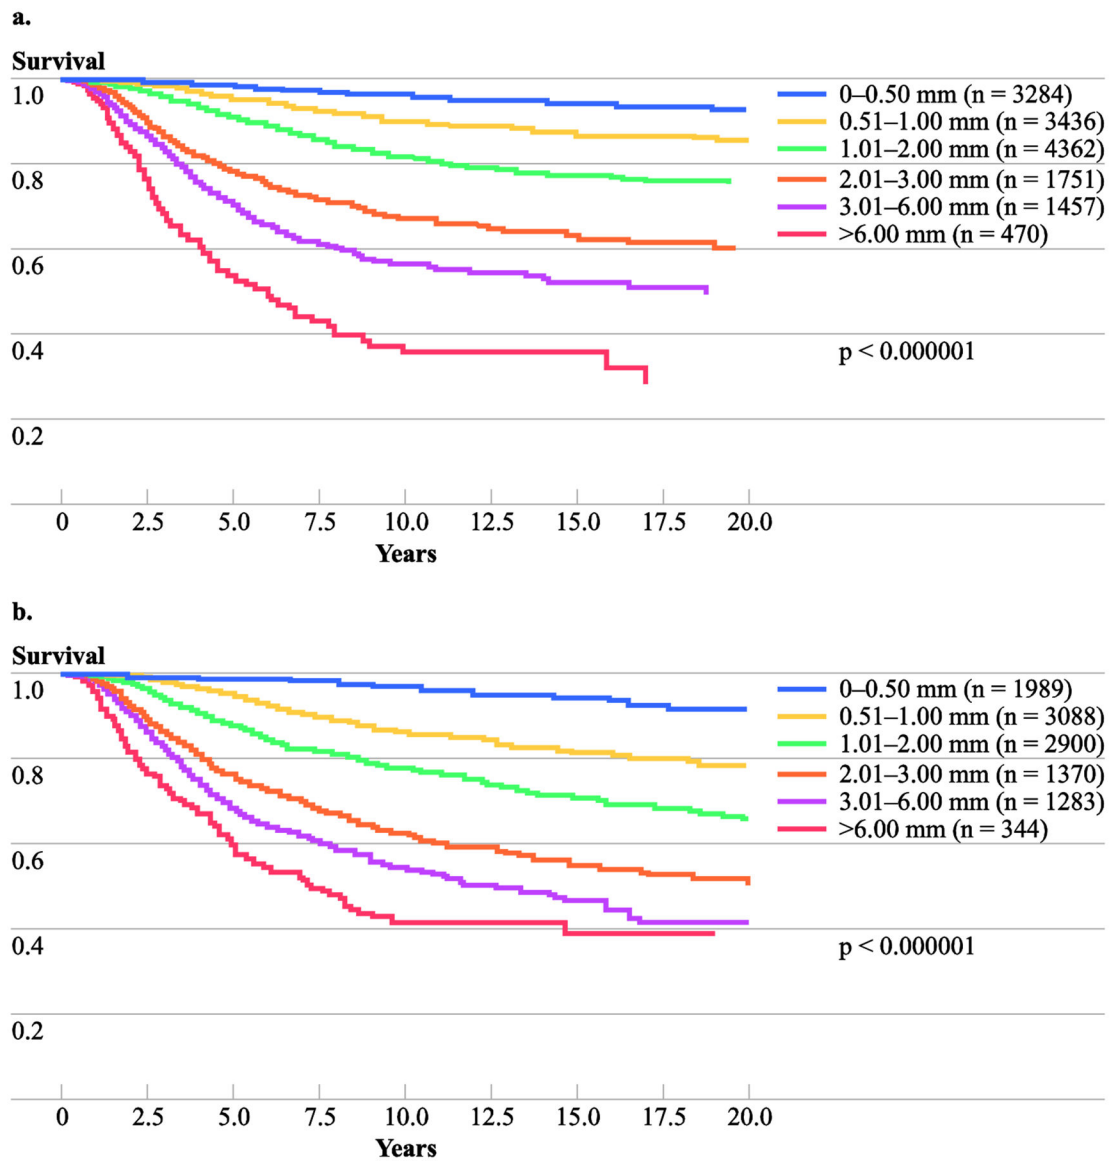 a.
Survival
1.0
0–0.50 mm (n = 3284)
0.51–1.00 mm (n = 3436)
1.01–2.00 mm (n = 4362)
0.8
2.01–3.00 mm (n = 1751)
3.01–6.00 mm (n = 1457)
>6.00 mm (n = 470)
0.6
0.4
p < 0.000001
0.2
0 2.5 5.0 7.5 10.0 12.5 15.0 17.5 20.0
Years
b.
Survival
1.0
0–0.50 mm (n = 1989)
0.51–1.00 mm (n = 3088)
1.01–2.00 mm (n = 2900)
0.8
2.01–3.00 mm (n = 1370)
3.01–6.00 mm (n = 1283)
>6.00 mm (n = 344)
0.6
0.4
p < 0.000001
0.2
0 2.5 5.0 7.5 10.0 12.5 15.0 17.5 20.0
Years